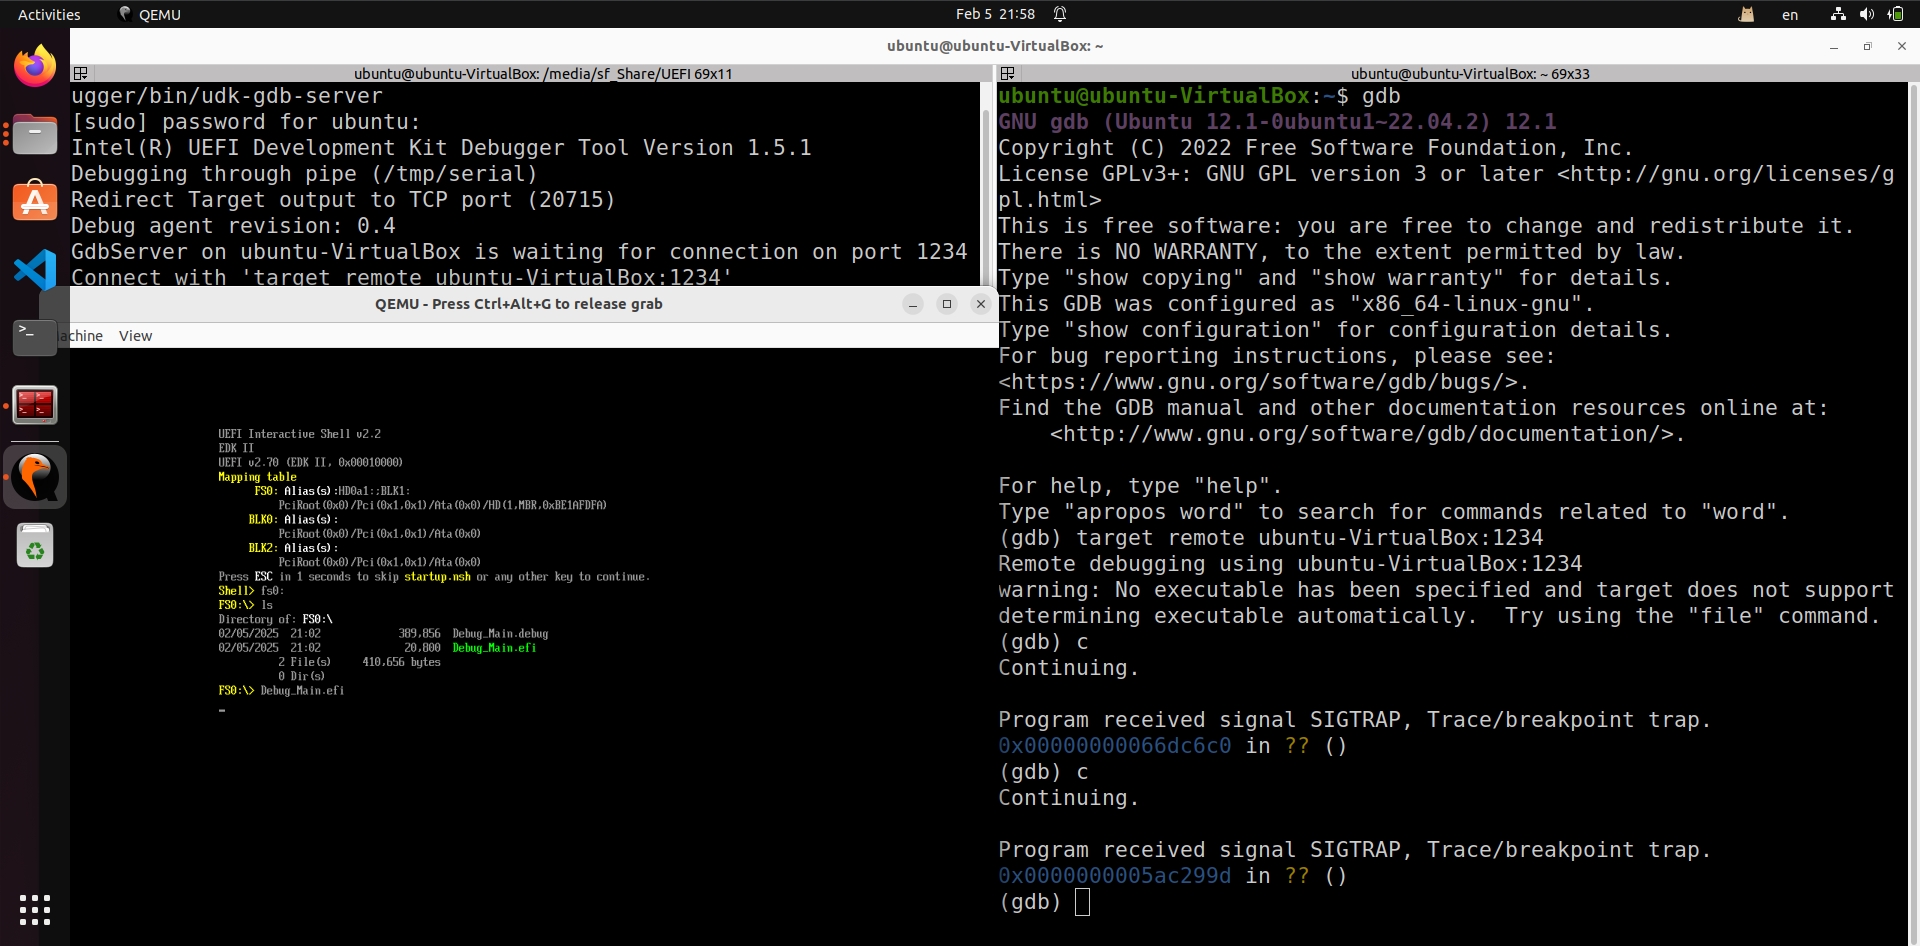 Activities
QEMU
Feb 5 21:58
en
ubuntu@ubuntu-VirtualBox: ~
ubuntu@ubuntu-VirtualBox: /media/sf_Share/UEFI 69x11
ugger/bin/udk-gdb-server
[sudo] password for ubuntu:
Intel(R) UEFI Development Kit Debugger Tool Version 1.5.1
Debugging through pipe (/tmp/serial)
Redirect Target output to TCP port (20715)
Debug agent revision: 0.4
GdbServer on ubuntu-VirtualBox is waiting for connection on port 1234
Connect with 'target remote ubuntu-VirtualBox:1234'
QEMU - Press Ctrl+Alt+G to release grab
achine View
UEFI Interactive Shell v2.2
EDK II
UEFI v2.70 (EDK II, 0x00010000)
Mapping table
FS0: Alias(s):HD0a1:;BLK1:
PciRoot(0x0)/Pci(0x1,0x1)/Ata(0x0)/HD(1,MBR,0xBE1AFDFA)
BLK0: Alias(s):
PciRoot(0x0)/Pci(0x1,0x1)/Ata(0x0)
BLK2: Alias(s):
PciRoot(0x0)/Pci(0x1,0x1)/Ata(0x0)
Press ESC in 1 seconds to skip startup.nsh or any other key to continue.
Shell> fs0:
FS0:\> ls
Directory of: FS0:\
02/05/2025 21:02 389,856 Debug_Main.debug
02/05/2025 21:02 20,800 Debug_Main.efi
2 File(s) 410,656 bytes
0 Dir(s)
FS0:\> Debug_Main.efi
ubuntu@ubuntu-VirtualBox: ~ 69x33
ubuntu@ubuntu-VirtualBox:~$ gdb
GNU gdb (Ubuntu 12.1-0ubuntu1~22.04.2) 12.1
Copyright (C) 2022 Free Software Foundation, Inc.
License GPLv3+: GNU GPL version 3 or later <http://gnu.org/licenses/g
pl.html>
This is free software: you are free to change and redistribute it.
There is NO WARRANTY, to the extent permitted by law.
Type "show copying" and "show warranty" for details.
This GDB was configured as "x86_64-linux-gnu".
Type "show configuration" for configuration details.
For bug reporting instructions, please see:
<https://www.gnu.org/software/gdb/bugs/>.
Find the GDB manual and other documentation resources online at:
<http://www.gnu.org/software/gdb/documentation/>.
For help, type "help".
Type "apropos word" to search for commands related to "word".
(gdb) target remote ubuntu-VirtualBox:1234
Remote debugging using ubuntu-VirtualBox:1234
warning: No executable has been specified and target does not support
determining executable automatically. Try using the "file" command.
(gdb) c
Continuing.
Program received signal SIGTRAP, Trace/breakpoint trap.
0x00000000066dc6c0 in ?? ()
(gdb) c
Continuing.
Program received signal SIGTRAP, Trace/breakpoint trap.
0x0000000005ac299d in ?? ()
(gdb)